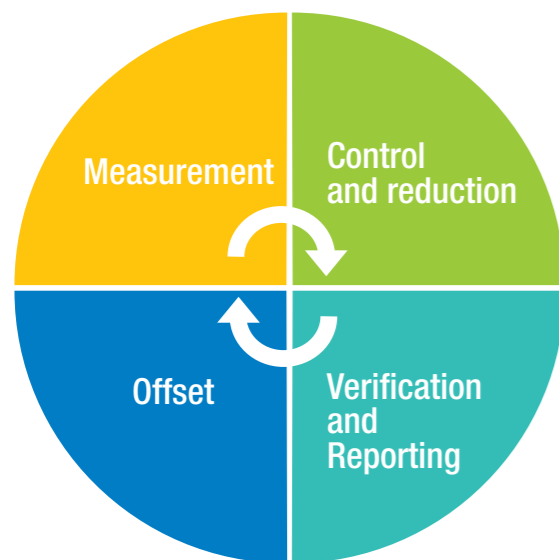 Measurement
Control
and reduction
Offset
Verification
and
Reporting